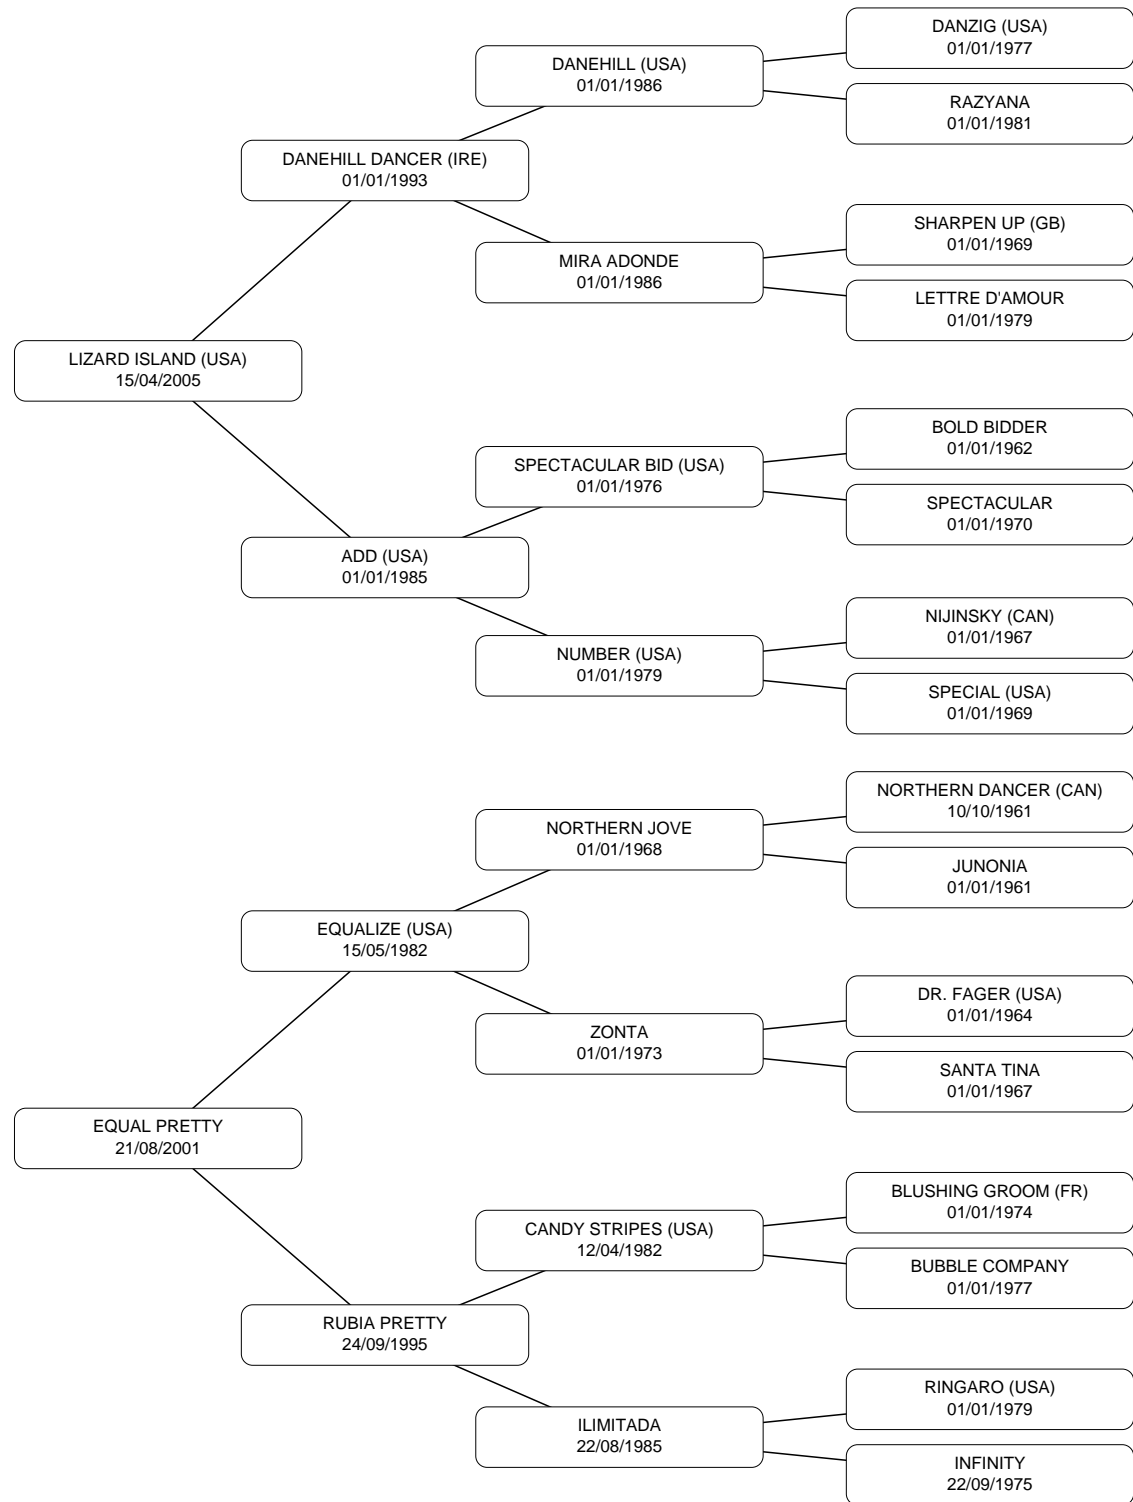 DANZIG (USA)
01/01/1977
DANEHILL (USA)
01/01/1986
RAZYANA
01/01/1981
DANEHILL DANCER (IRE)
01/01/1993
SHARPEN UP (GB)
01/01/1969
MIRA ADONDE
01/01/1986
LETTRE D'AMOUR
01/01/1979
LIZARD ISLAND (USA)
15/04/2005
BOLD BIDDER
01/01/1962
SPECTACULAR BID (USA)
01/01/1976
SPECTACULAR
01/01/1970
ADD (USA)
01/01/1985
NIJINSKY (CAN)
01/01/1967
NUMBER (USA)
01/01/1979
SPECIAL (USA)
01/01/1969
NORTHERN DANCER (CAN)
10/10/1961
NORTHERN JOVE
01/01/1968
JUNONIA
01/01/1961
EQUALIZE (USA)
15/05/1982
DR. FAGER (USA)
01/01/1964
ZONTA
01/01/1973
SANTA TINA
01/01/1967
EQUAL PRETTY
21/08/2001
BLUSHING GROOM (FR)
01/01/1974
CANDY STRIPES (USA)
12/04/1982
BUBBLE COMPANY
01/01/1977
RUBIA PRETTY
24/09/1995
RINGARO (USA)
01/01/1979
ILIMITADA
22/08/1985
INFINITY
22/09/1975